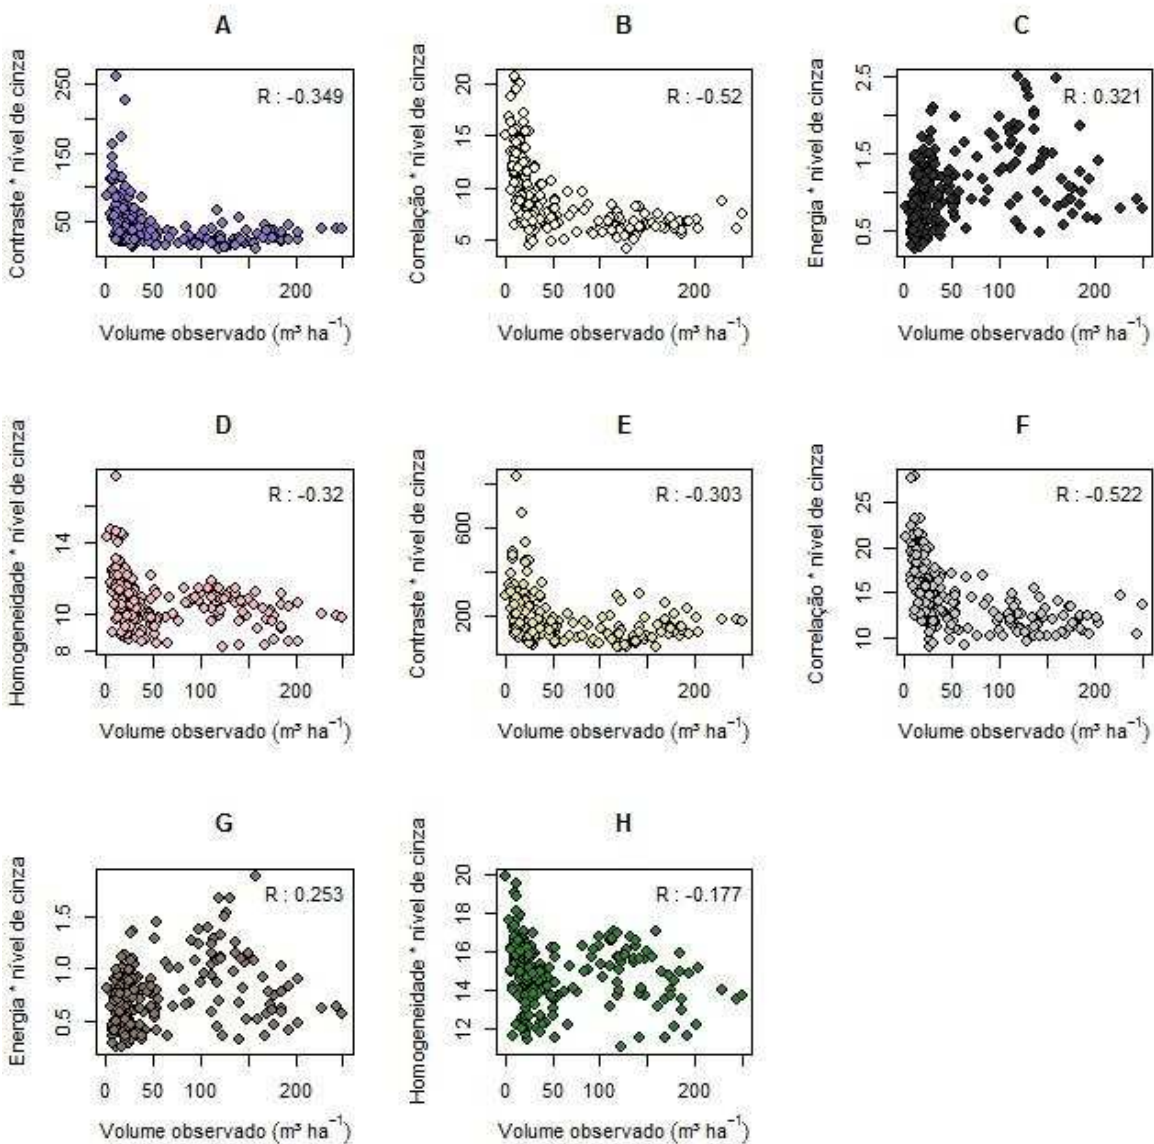 A
Contraste * nível de cinza
250
150
50
R : -0.349
0 50 100 200
Volume observado (m³ ha⁻¹)
B
Correlação * nível de cinza
20
15
10
5
R : -0.52
0 50 100 200
Volume observado (m³ ha⁻¹)
C
Energia * nível de cinza
2.5
1.5
0.5
R : 0.321
0 50 100 200
Volume observado (m³ ha⁻¹)
D
Homogeneidade * nível de cinza
14
10
8
R : -0.32
0 50 100 200
Volume observado (m³ ha⁻¹)
E
Contraste * nível de cinza
600
200
R : -0.303
0 50 100 200
Volume observado (m³ ha⁻¹)
F
Correlação * nível de cinza
25
20
15
10
R : -0.522
0 50 100 200
Volume observado (m³ ha⁻¹)
G
Energia * nível de cinza
1.5
1.0
0.5
R : 0.253
0 50 100 200
Volume observado (m³ ha⁻¹)
H
Homogeneidade * nível de cinza
20
18
16
14
12
R : -0.177
0 50 100 200
Volume observado (m³ ha⁻¹)